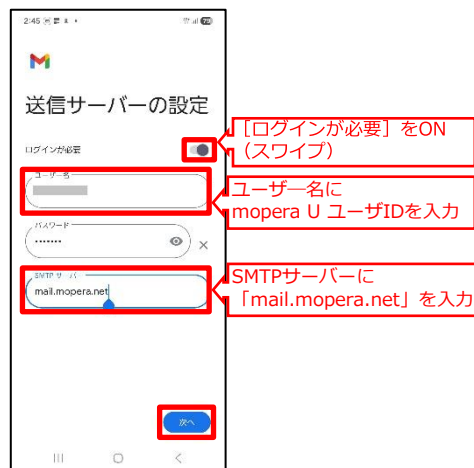 2:45
73
送信サーバーの設定
ログインが必要
［ログインが必要］をON
（スワイプ）
ユーザー名
ユーザー名に
mopera U ユーザIDを入力
パスワード
•••••••
SMTP サーバー
mail.mopera.net
SMTPサーバーに
「mail.mopera.net」を入力
次へ